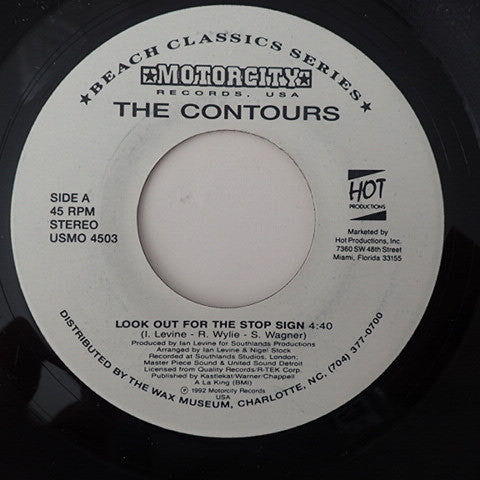 ★BEACH CLASSICS SERIES★
★MOTORCITY★
RECORDS, USA
THE CONTOURS
SIDE A
45 RPM
STEREO
USMO 4503
HOT
PRODUCTIONS
Marketed by
Hot Productions, Inc.
7360 SW 48th Street
Miami, Florida 33155
LOOK OUT FOR THE STOP SIGN 4:40
(I. Levine - R. Wylie - S. Wagner)
Produced by Ian Levine for Southlands Productions
Arranged by Ian Levine & Nigel Stock
Recorded at Southlands Studios, London;
Master Piece Sound & United Sound Detroit
Licensed from Quality Records/R-TEK Corp.
Published by Kastlekat/Warner/Chappell
A La King (BMI)
℗ 1992 Motorcity Records
USA
DISTRIBUTED BY THE WAX MUSEUM, CHARLOTTE, NC. (704) 377-0700